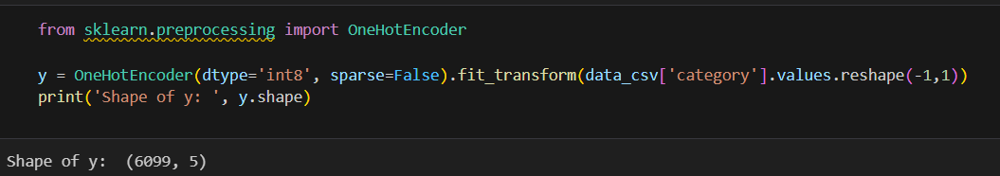 from sklearn.preprocessing import OneHotEncoder
y = OneHotEncoder(dtype='int8', sparse=False).fit_transform(data_csv['category'].values.reshape(-1,1))
print('Shape of y: ', y.shape)
Shape of y:  (6099, 5)